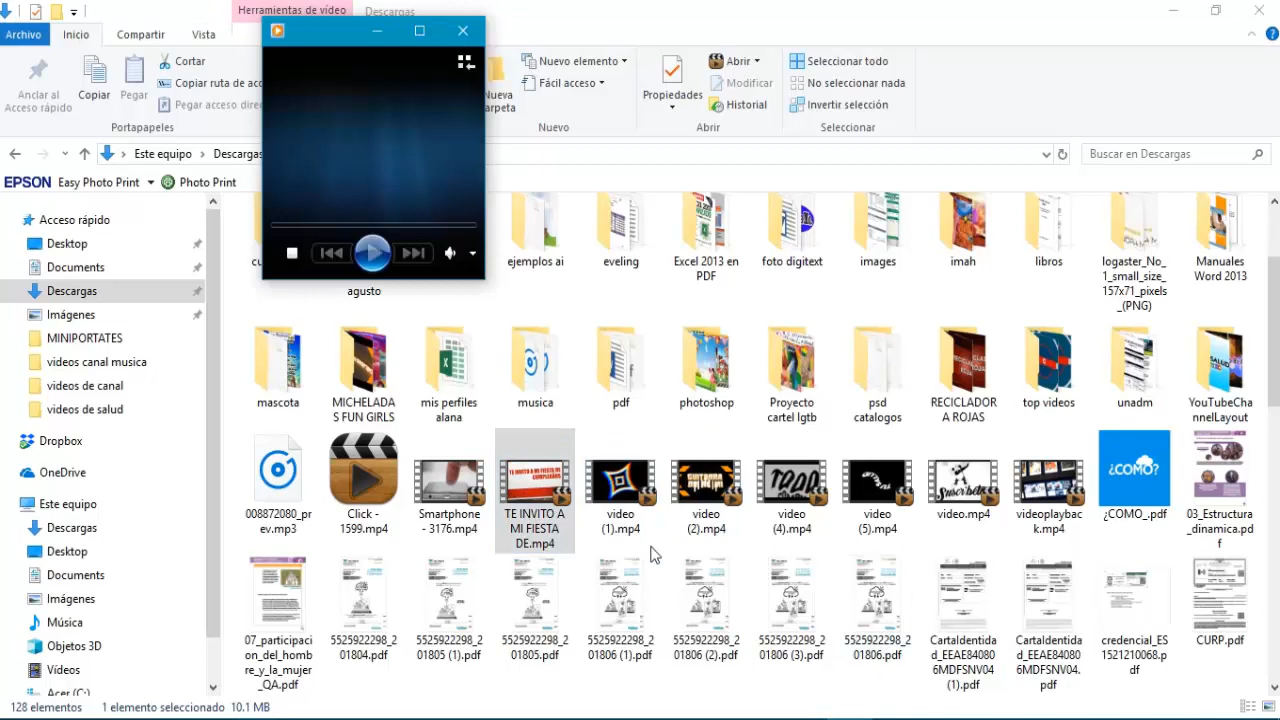 Herramientas de vídeo
Descargas
Archivo
Inicio
Compartir
Vista
Anclar al
Acceso rápido
Copiar
Pegar
Cortar
Copiar ruta de acc
Pegar acceso direc
Portapapeles
Nueva
carpeta
Nuevo elemento
Fácil acceso
Nuevo
Propiedades
Abrir
Modificar
Historial
Abrir
Seleccionar todo
No seleccionar nada
Invertir selección
Seleccionar
Este equipo
Descargas
Buscar en Descargas
EPSON
Easy Photo Print
Photo Print
Acceso rápido
Desktop
Documents
Descargas
Imágenes
MINIPORTATES
videos canal musica
videos de canal
videos de salud
Dropbox
OneDrive
Este equipo
Descargas
Desktop
Documents
Imágenes
Música
Objetos 3D
Vídeos
Acer (C:)
cu
agusto
ejemplos ai
eveling
Excel 2013 en
PDF
foto digitext
images
imah
libros
logaster_No_
1_small_size_
157x71_pixels
_(PNG)
Manuales
Word 2013
mascota
MICHELADA
S FUN GIRLS
mis perfiles
alana
musica
pdf
photoshop
Proyecto
cartel lgtb
psd
catalogos
RECICLADOR
A ROJAS
top videos
unadm
YouTubeCha
nnelLayout
008872080_pr
ev.mp3
Click -
1599.mp4
Smartphone
- 3176.mp4
TE INVITO A
MI FIESTA
DE.mp4
video
(1).mp4
video
(2).mp4
video
(4).mp4
video
(5).mp4
video.mp4
videoplayba
ck.mp4
¿COMO?
¿COMO_.pdf
03_Estructura
_dinamica.pd
f
07_participaci
on_del_homb
re_y_la_mujer
_QA.pdf
5525922298_2
01804.pdf
5525922298_2
01805 (1).pdf
5525922298_2
01805.pdf
5525922298_2
01806 (1).pdf
5525922298_2
01806 (2).pdf
5525922298_2
01806 (3).pdf
5525922298_2
01806.pdf
CartaIdentida
d_EEAE84080
6MDFSNV04
(1).pdf
CartaIdentida
d_EEAE84080
6MDFSNV04.
pdf
credencial_ES
1521210068.p
df
CURP.pdf
128 elementos
1 elemento seleccionado
10.1 MB